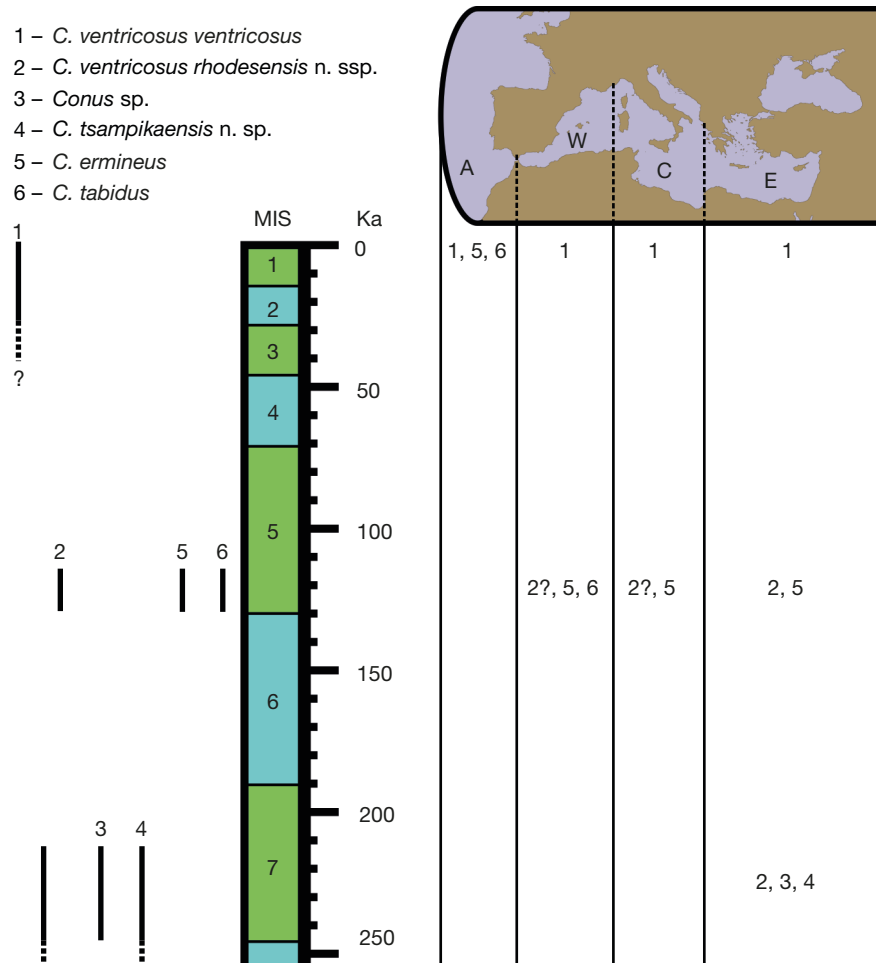 1 – C. ventricosus ventricosus
2 – C. ventricosus rhodesensis n. ssp.
3 – Conus sp.
4 – C. tsampikaensis n. sp.
5 – C. ermineus
6 – C. tabidus
A
W
C
E
1
MIS
Ka
0
1, 5, 6
1
1
1
1
2
3
?
50
4
5
100
2
5
6
2?, 5, 6
2?, 5
2, 5
150
6
200
3
4
7
2, 3, 4
250